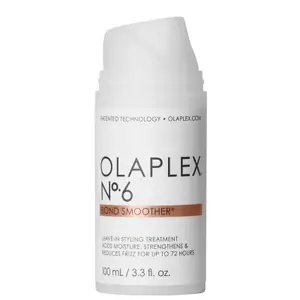 PATENTED TECHNOLOGY • OLAPLEX.COM
OLAPLEX
Nº.6
BOND SMOOTHER®
LEAVE-IN STYLING TREATMENT
ADDS MOISTURE, STRENGTHENS &
REDUCES FRIZZ FOR UP TO 72 HOURS
100 mL / 3.3 fl. oz.